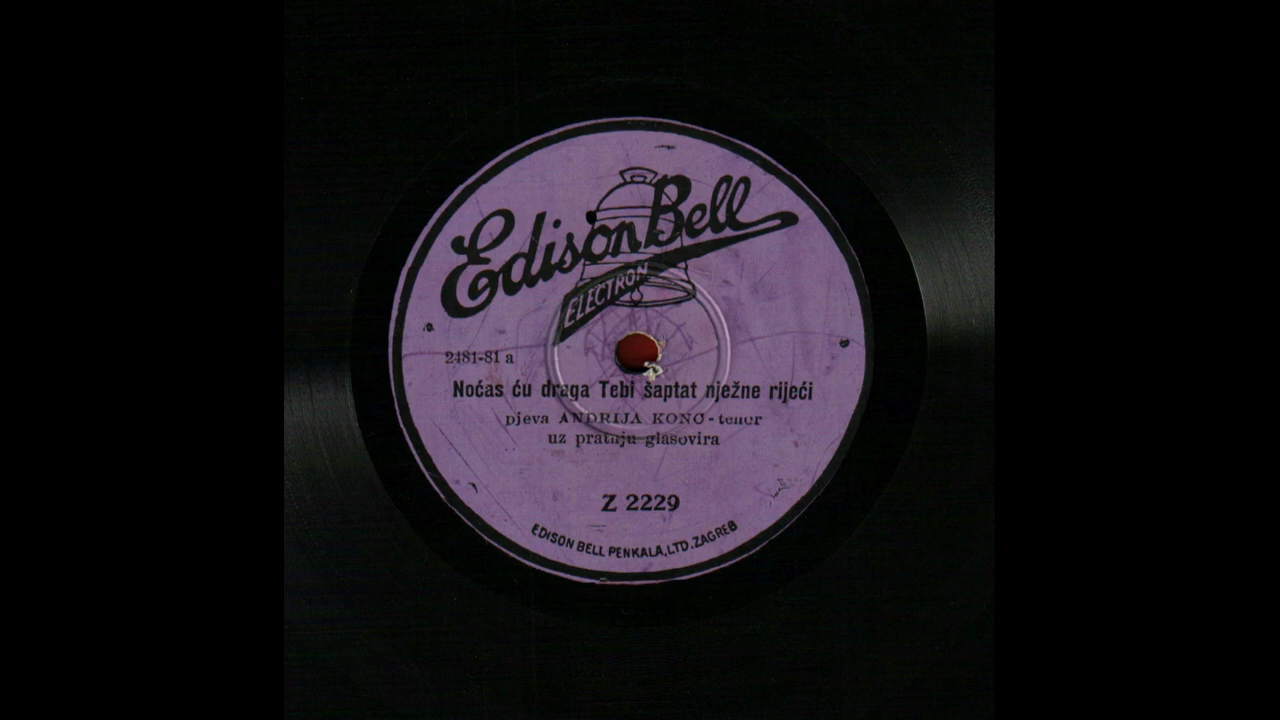 Edison Bell
ELECTRON
2481-81 a
Noćas ću draga Tebi šaptat nježne riječi
pjeva ANDRIJA KONC - tenor
uz pratnju glasovira
Z 2229
EDISON BELL PENKALA, LTD. ZAGREB